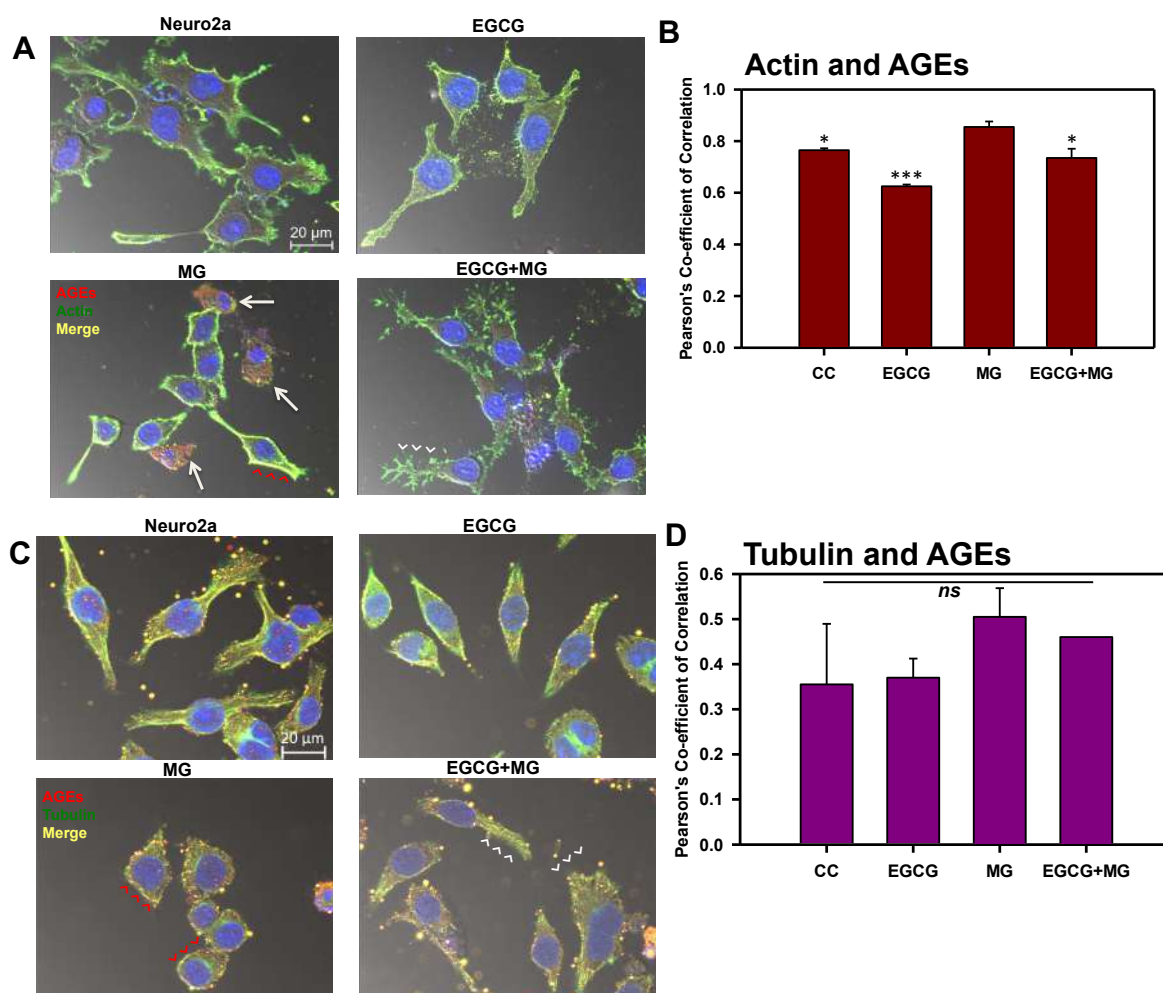 A
Neuro2a
EGCG
20 µm
MG
EGCG+MG
AGEs
Actin
Merge
B
Actin and AGEs
Pearson's Co-efficient of Correlation
1.0
0.8
0.6
0.4
0.2
0.0
*
***
*
CC
EGCG
MG
EGCG+MG
C
Neuro2a
EGCG
20 µm
MG
EGCG+MG
AGEs
Tubulin
Merge
D
Tubulin and AGEs
Pearson's Co-efficient of Correlation
0.6
0.5
0.4
0.3
0.2
0.1
0.0
ns
CC
EGCG
MG
EGCG+MG